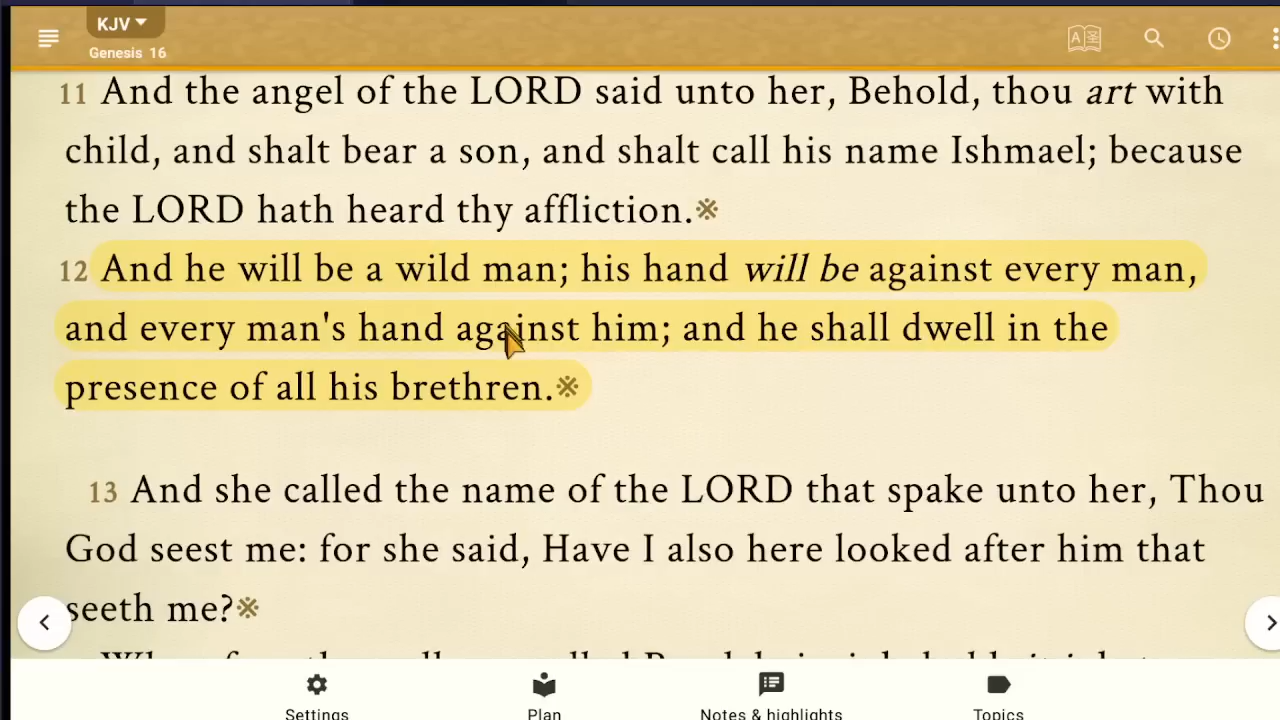 KJV
Genesis 16
11 And the angel of the LORD said unto her, Behold, thou art with
child, and shalt bear a son, and shalt call his name Ishmael; because
the LORD hath heard thy affliction.※
12 And he will be a wild man; his hand will be against every man,
and every man's hand against him; and he shall dwell in the
presence of all his brethren.※
13 And she called the name of the LORD that spake unto her, Thou
God seest me: for she said, Have I also here looked after him that
seeth me?※
Settings
Plan
Notes & highlights
Topics